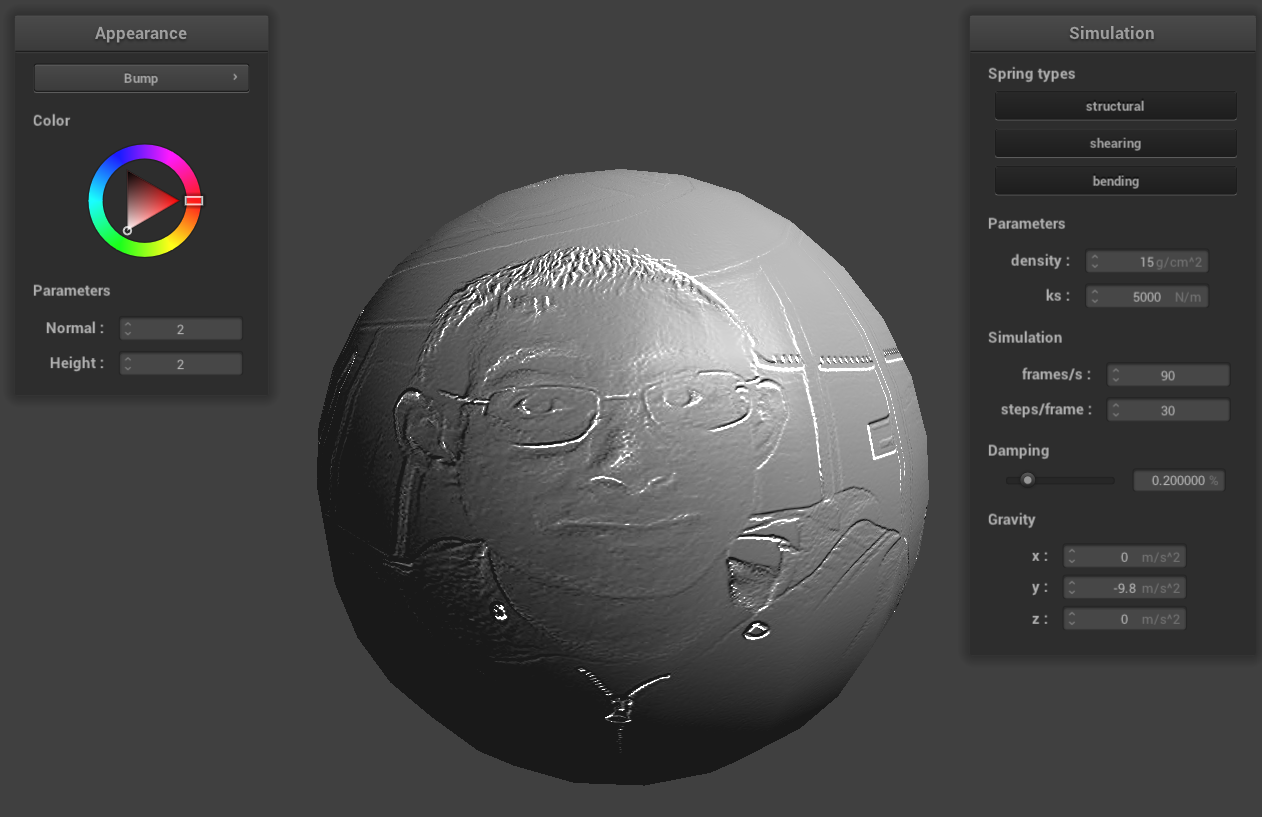 Appearance
Bump
Color
Parameters
Normal : 2
Height : 2
Simulation
Spring types
structural
shearing
bending
Parameters
density : 15 g/cm^2
ks : 5000 N/m
Simulation
frames/s : 90
steps/frame : 30
Damping
0.200000 %
Gravity
x : 0 m/s^2
y : -9.8 m/s^2
z : 0 m/s^2